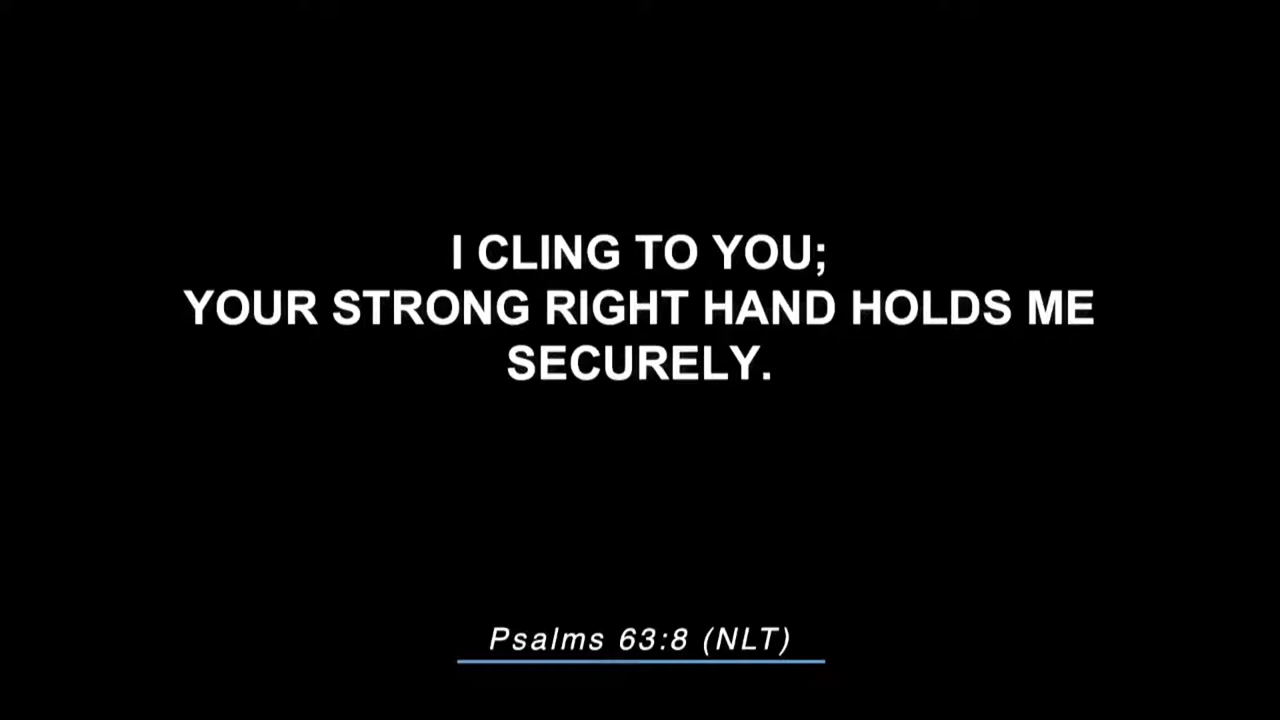 I CLING TO YOU;
YOUR STRONG RIGHT HAND HOLDS ME
SECURELY.
Psalms 63:8 (NLT)